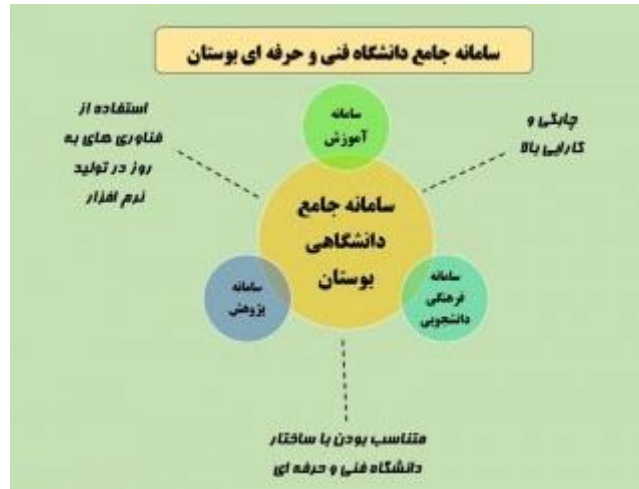 سامانه جامع دانشگاه فنی و حرفه ای بوستان
سامانه
آموزش
چابکی و
کارایی بالا
استفاده از
فناوری های به
روز در تولید
نرم افزار
سامانه جامع
دانشگاهی
بوستان
سامانه
فرهنگی
دانشجویی
سامانه
پژوهش
متناسب بودن با ساختار
دانشگاه فنی و حرفه ای